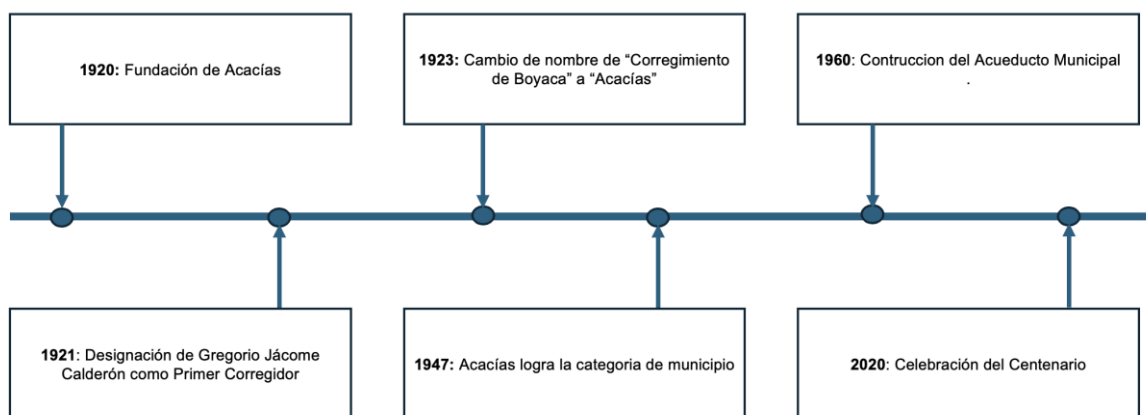 1920: Fundación de Acacías
1923: Cambio de nombre de “Corregimiento
de Boyaca” a “Acacías”
1960: Contruccion del Acueducto Municipal
.
1921: Designación de Gregorio Jácome
Calderón como Primer Corregidor
1947: Acacías logra la categoria de municipio
2020: Celebración del Centenario